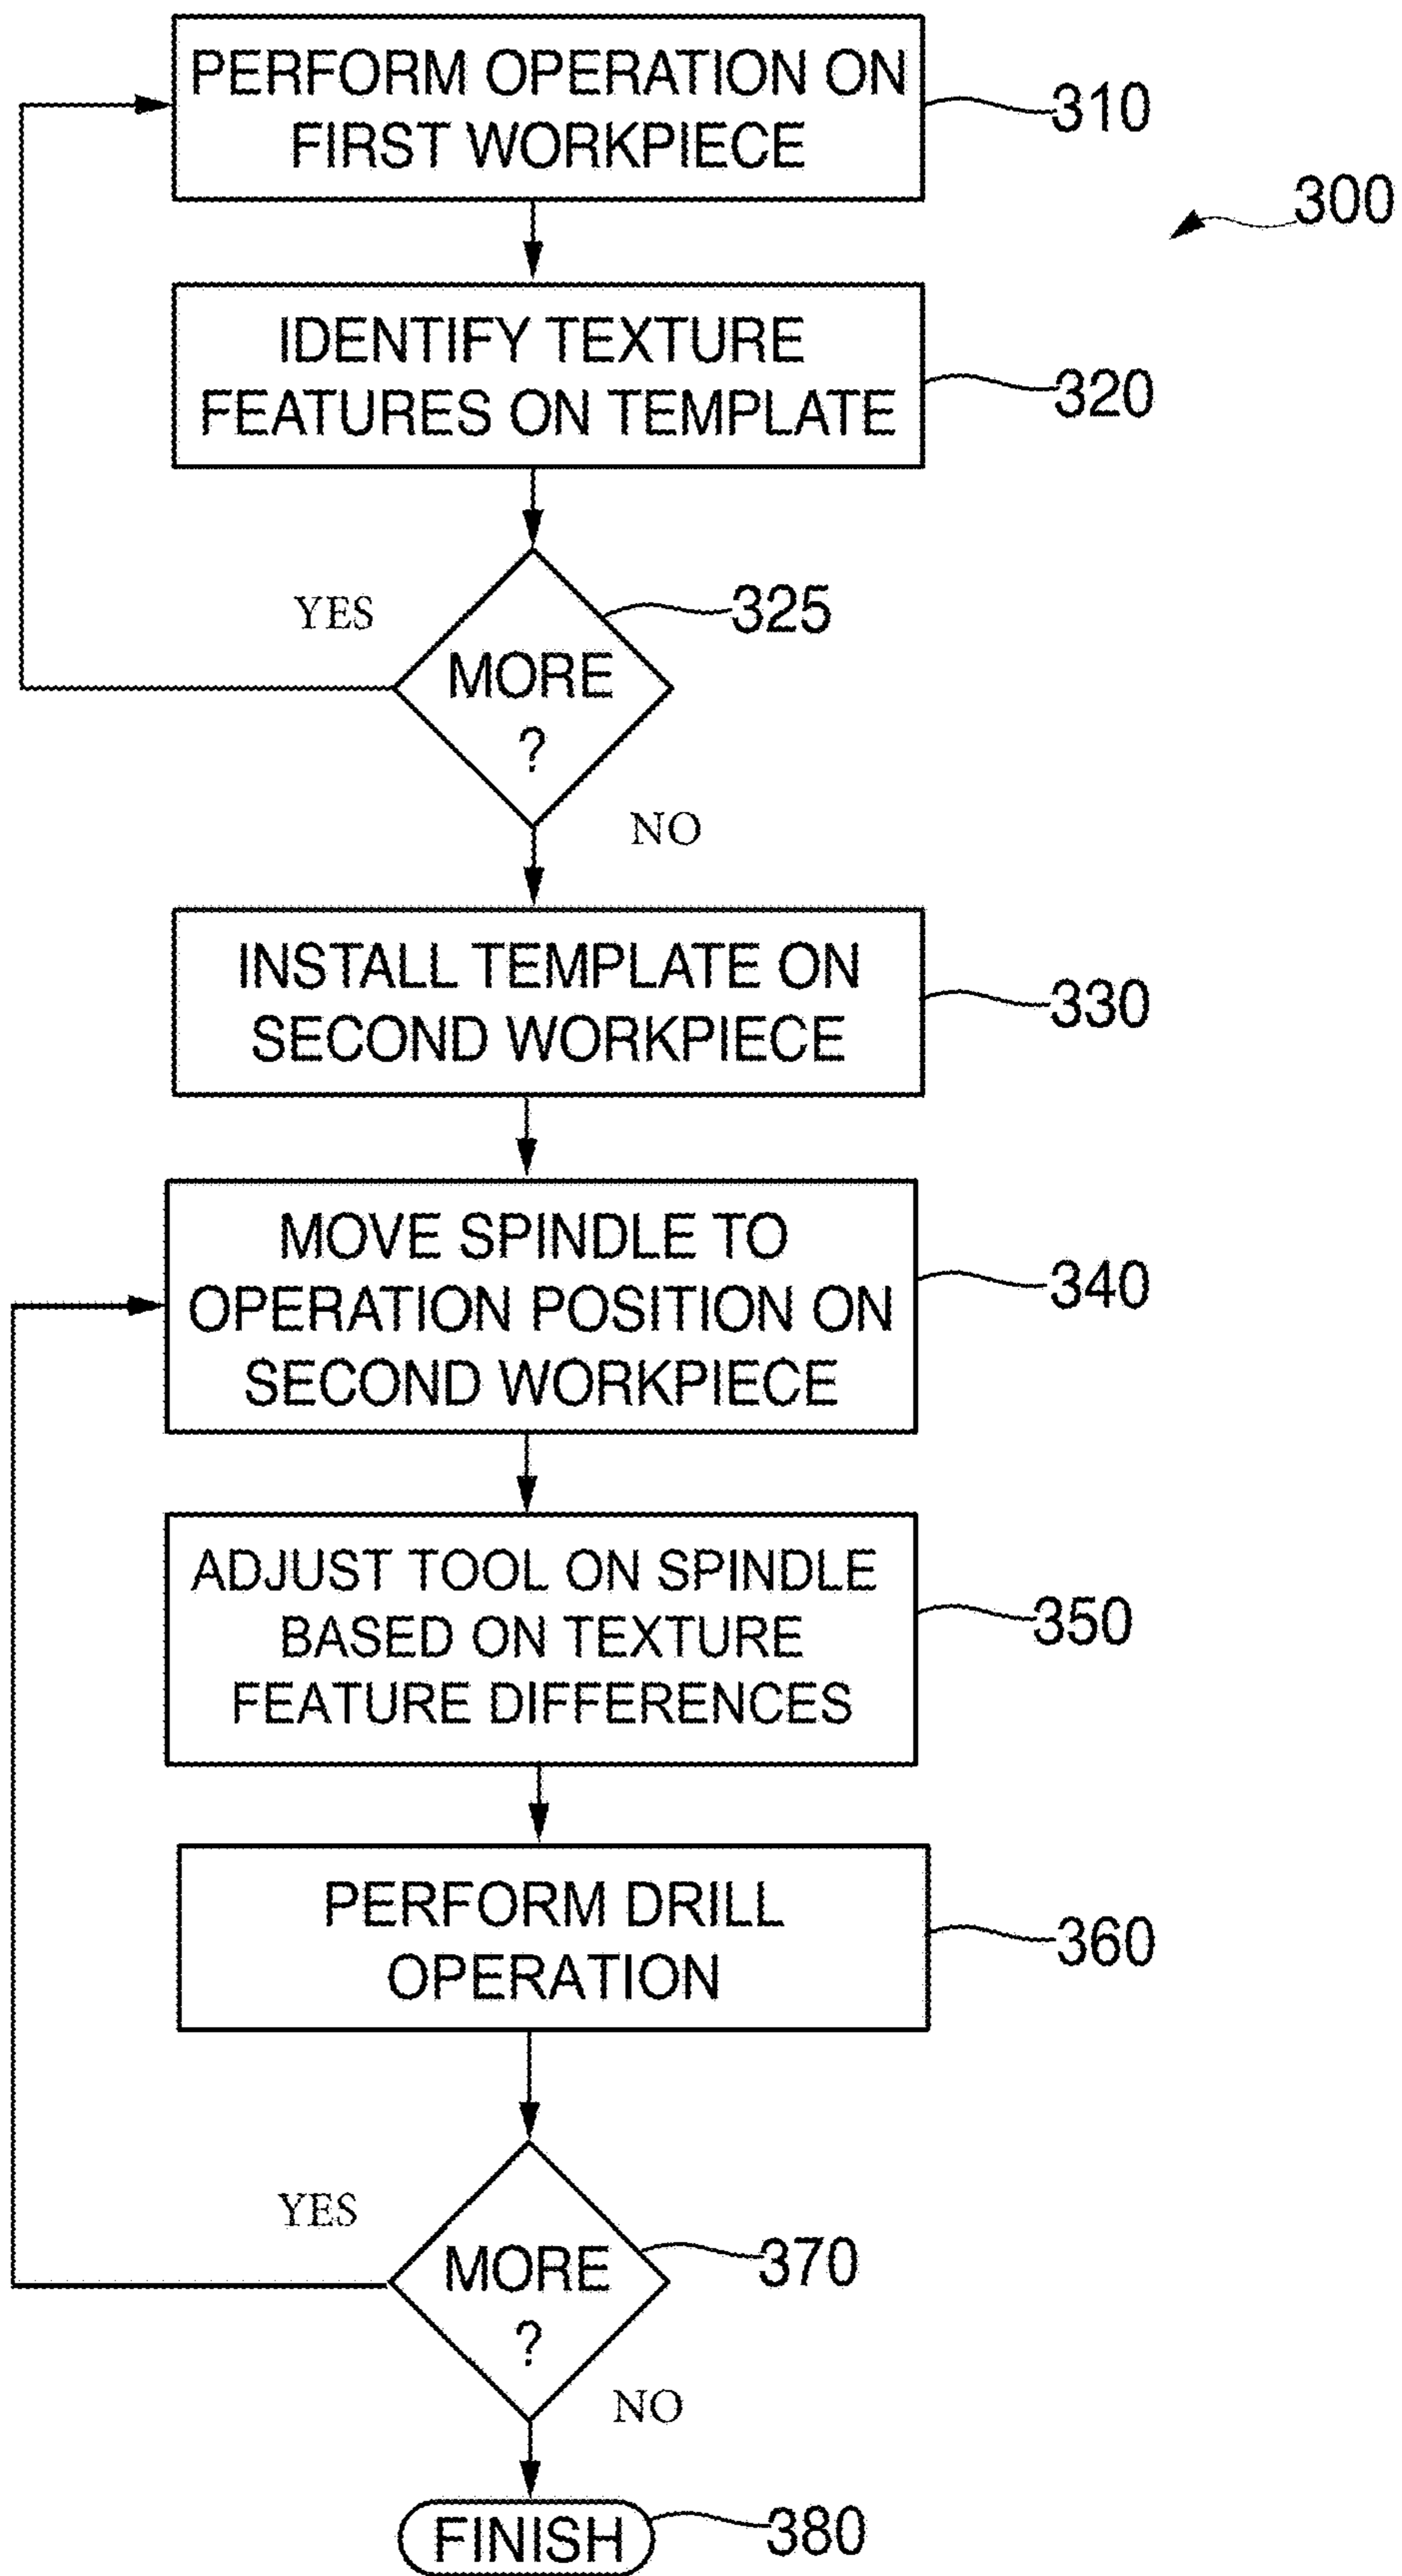 PERFORM OPERATION ON
FIRST WORKPIECE
310
300
IDENTIFY TEXTURE
FEATURES ON TEMPLATE
320
YES
325
MORE
?
NO
INSTALL TEMPLATE ON
SECOND WORKPIECE
330
MOVE SPINDLE TO
OPERATION POSITION ON
SECOND WORKPIECE
340
ADJUST TOOL ON SPINDLE
BASED ON TEXTURE
FEATURE DIFFERENCES
350
PERFORM DRILL
OPERATION
360
YES
370
MORE
?
NO
FINISH
380